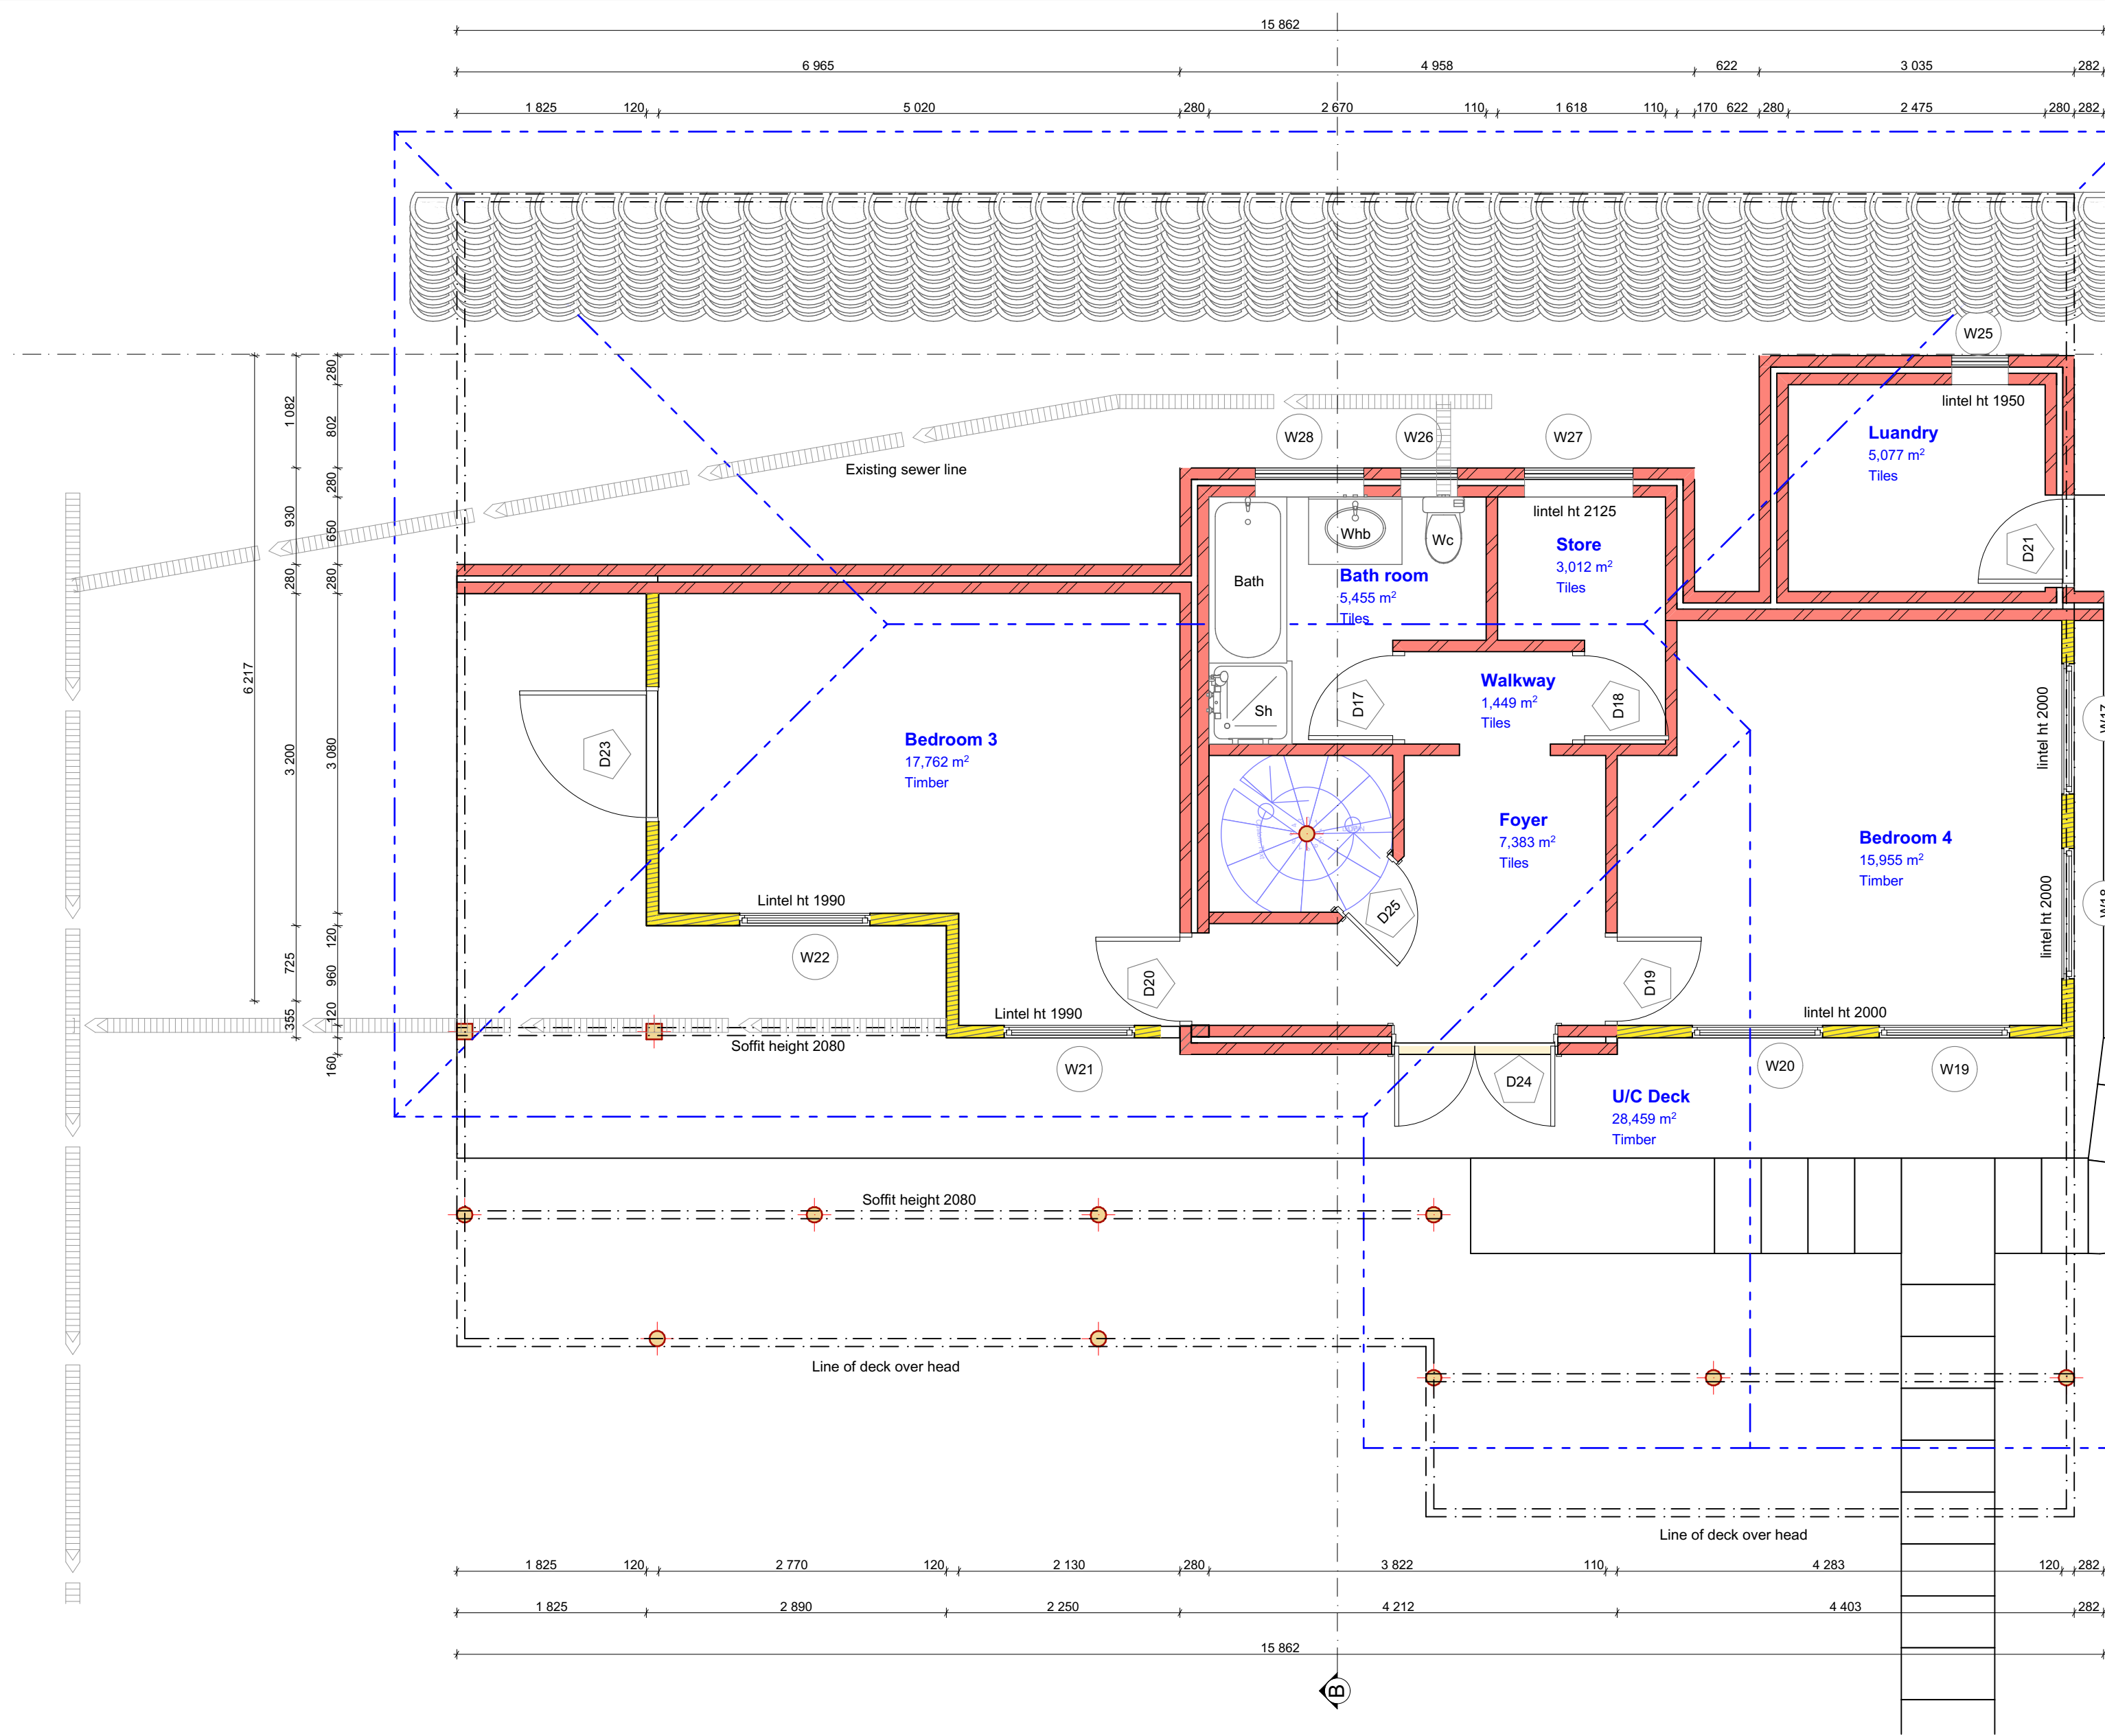 15 862
6 965 4 958 622 3 035 282
1 825 120 5 020 280 2 670 110 1 618 110 170 622 280 2 475 280 282
W25
lintel ht 1950
Luandry
5,077 m²
Tiles
D21
W28 W26 W27
Existing sewer line
lintel ht 2125
Whb
Wc
Bath
Store
3,012 m²
Tiles
Bath room
5,455 m²
Tiles
Sh
D17
Walkway
1,449 m²
Tiles
D18
6 217
1 082
930
280
3 200
725
355
280
802
280
650
280
3 080
120
960
120
160
D23
Bedroom 3
17,762 m²
Timber
Foyer
7,383 m²
Tiles
D25
Bedroom 4
15,955 m²
Timber
lintel ht 2000
lintel ht 2000
W17
W18
Lintel ht 1990
W22
D20
D19
Lintel ht 1990
lintel ht 2000
Soffit height 2080
W21
W20
W19
D24
U/C Deck
28,459 m²
Timber
Soffit height 2080
Line of deck over head
Line of deck over head
1 825 120 2 770 120 2 130 280 3 822 110 4 283 120 282
1 825 2 890 2 250 4 212 4 403 282
15 862
B